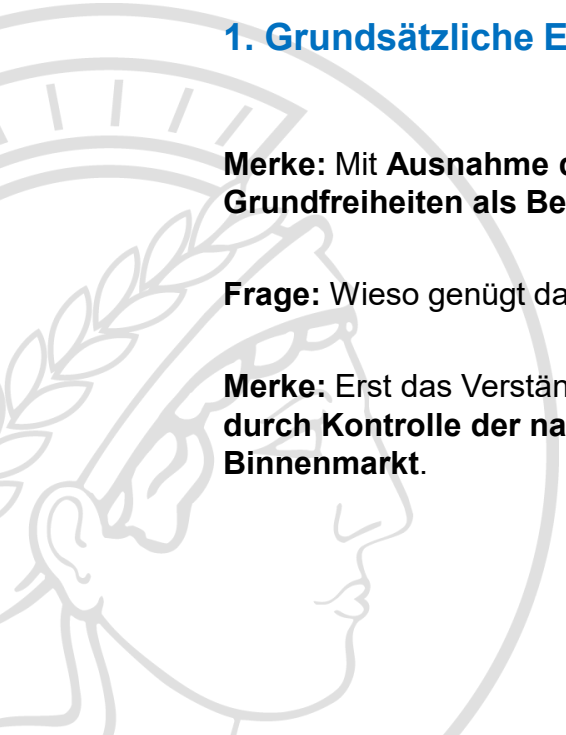 1. Grundsätzliche E
Merke: Mit Ausnahme
Grundfreiheiten als Be
Frage: Wieso genügt da
Merke: Erst das Verstän
durch Kontrolle der na
Binnenmarkt.